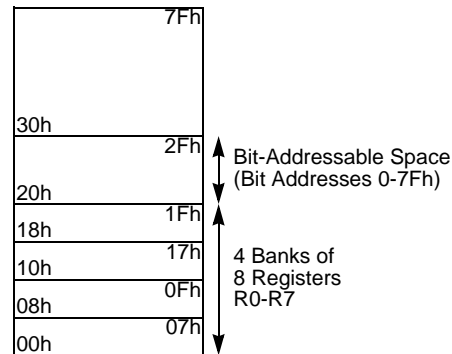 7Fh
30h
2Fh
Bit-Addressable Space
(Bit Addresses 0-7Fh)
20h
1Fh
18h
17h
4 Banks of
8 Registers
R0-R7
10h
0Fh
08h
07h
00h